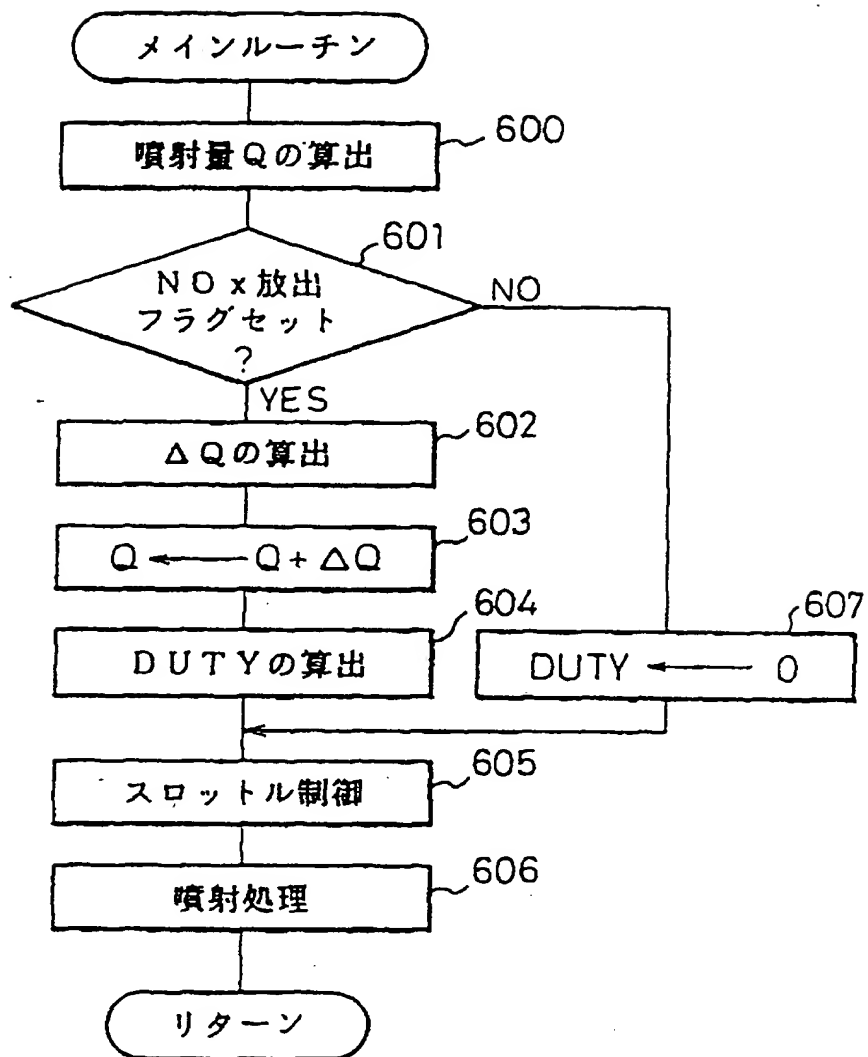 メインルーチン
噴射量Qの算出
600
601
NOx放出
フラグセット
?
NO
YES
ΔQの算出
602
603
Q ← Q + ΔQ
604
DUTYの算出
607
DUTY ← 0
スロットル制御
605
噴射処理
606
リターン